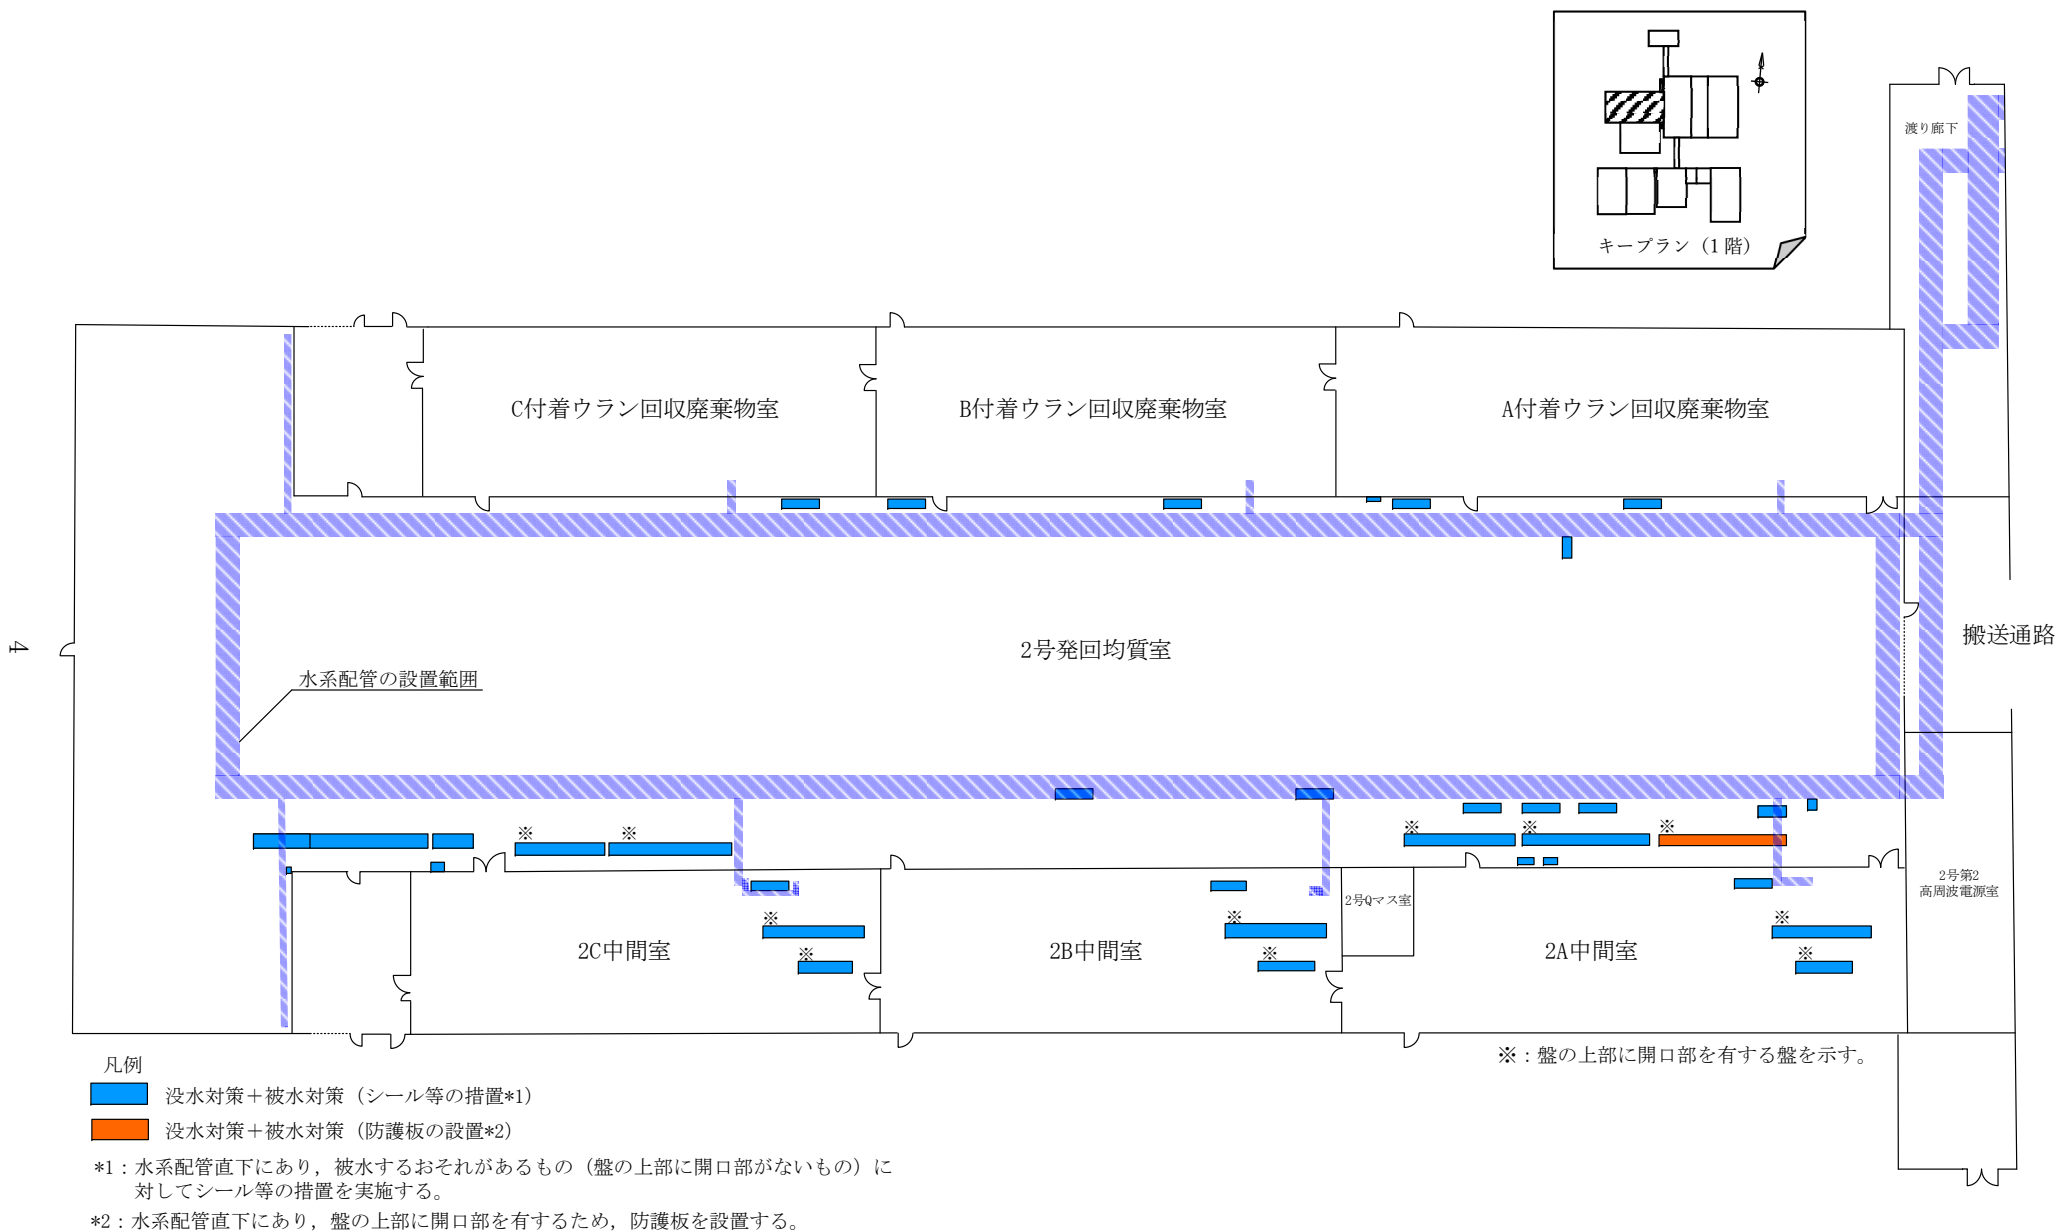 キープラン（1階）
渡り廊下
C付着ウラン回収廃棄物室
B付着ウラン回収廃棄物室
A付着ウラン回収廃棄物室
2号発回均質室
搬送通路
水系配管の設置範囲
4
※
※
※
※
※
2号第2
高周波電源室
2号Qマス室
※
※
※
※
※
※
2C中間室
2B中間室
2A中間室
※：盤の上部に開口部を有する盤を示す。
凡例
没水対策＋被水対策（シール等の措置*1）
没水対策＋被水対策（防護板の設置*2）
*1：水系配管直下にあり，被水するおそれがあるもの（盤の上部に開口部がないもの）に
対してシール等の措置を実施する。
*2：水系配管直下にあり，盤の上部に開口部を有するため，防護板を設置する。